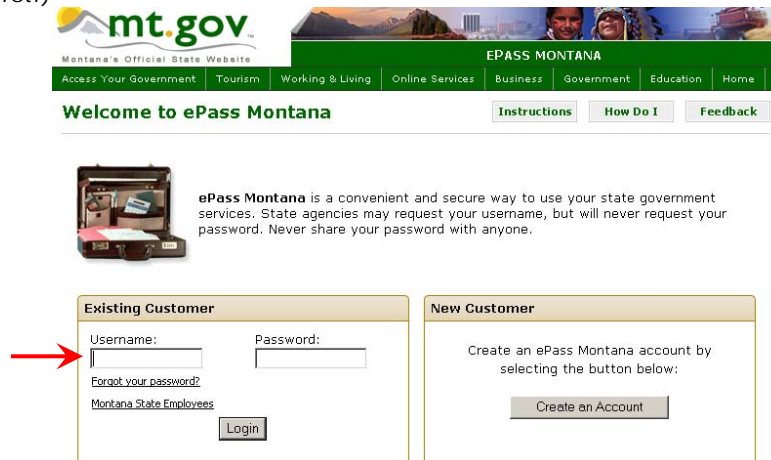 mt.gov™
Montana's Official State Website
EPASS MONTANA
Access Your Government Tourism Working & Living Online Services Business Government Education Home
Welcome to ePass Montana Instructions How Do I Feedback
ePass Montana is a convenient and secure way to use your state government
services. State agencies may request your username, but will never request your
password. Never share your password with anyone.
Existing Customer
Username: Password:
Forgot your password?
Montana State Employees
Login
New Customer
Create an ePass Montana account by
selecting the button below:
Create an Account